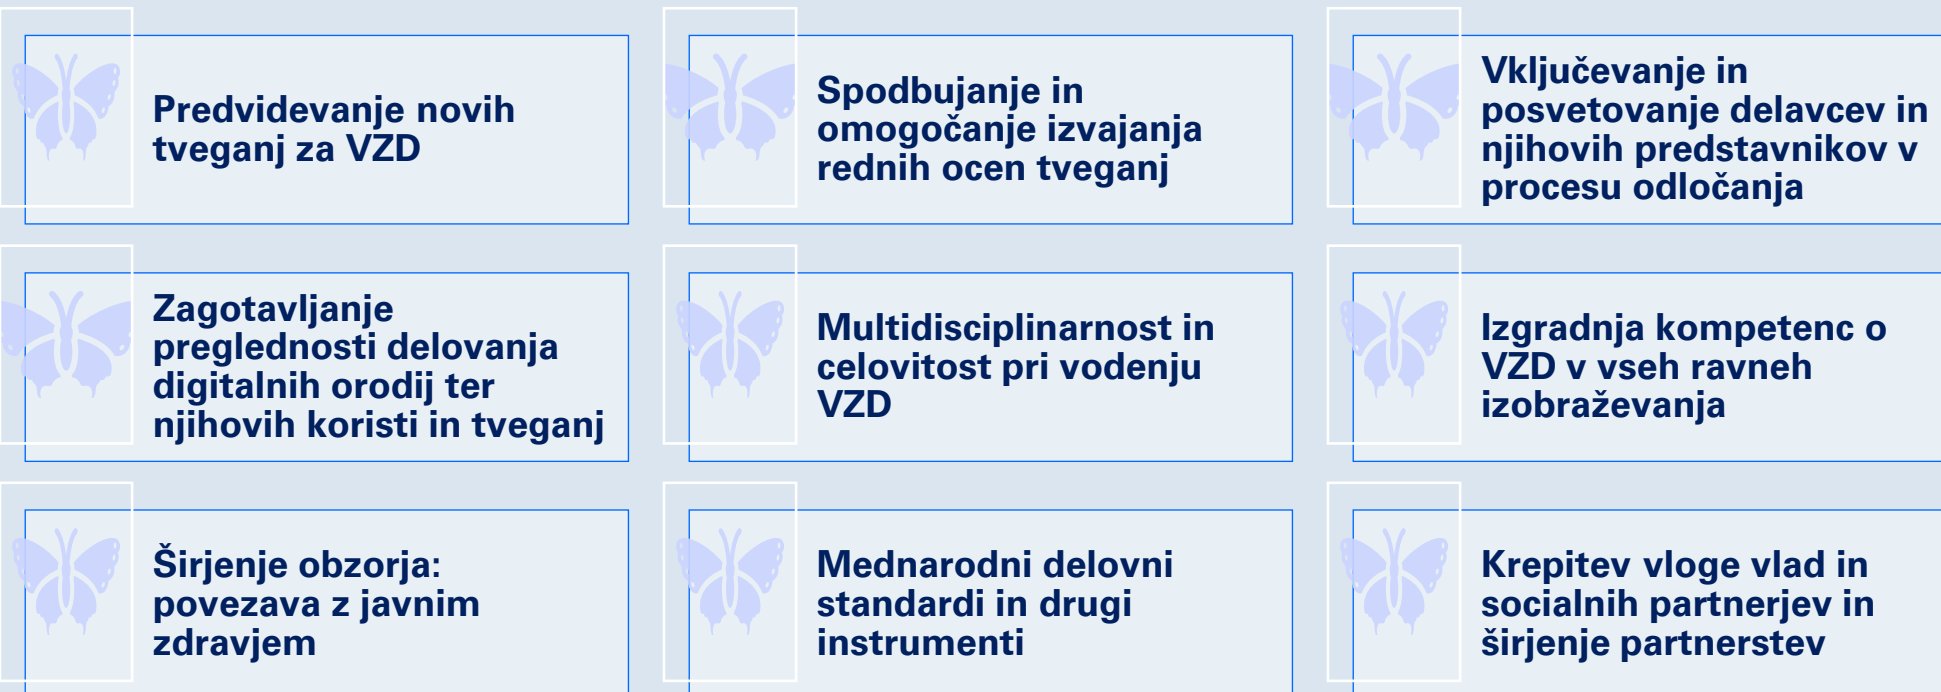 Predvidevanje novih
tveganj za VZD
Spodbujanje in
omogočanje izvajanja
rednih ocen tveganj
Vključevanje in
posvetovanje delavcev in
njihovih predstavnikov v
procesu odločanja
Zagotavljanje
preglednosti delovanja
digitalnih orodij ter
njihovih koristi in tveganj
Multidisciplinarnost in
celovitost pri vodenju
VZD
Izgradnja kompetenc o
VZD v vseh ravneh
izobraževanja
Širjenje obzorja:
povezava z javnim
zdravjem
Mednarodni delovni
standardi in drugi
instrumenti
Krepitev vloge vlad in
socialnih partnerjev in
širjenje partnerstev